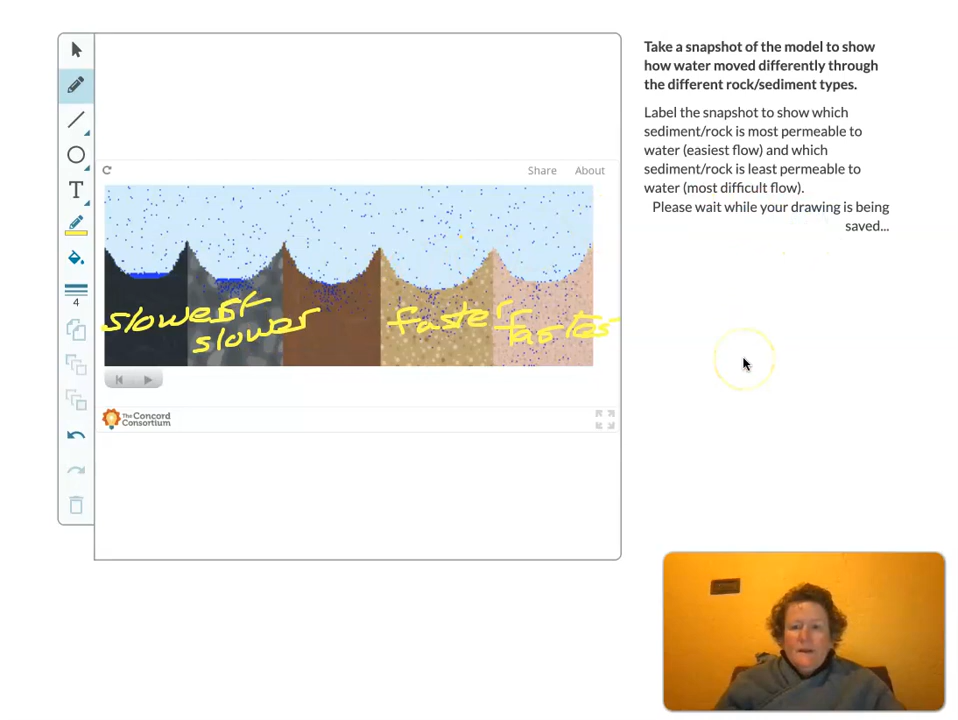 Take a snapshot of the model to show
how water moved differently through
the different rock/sediment types.
Label the snapshot to show which
sediment/rock is most permeable to
water (easiest flow) and which
sediment/rock is least permeable to
water (most difficult flow).
Please wait while your drawing is being
saved...
T
4
Share About
slowest
slower
faster
fastes
The Concord
Consortium